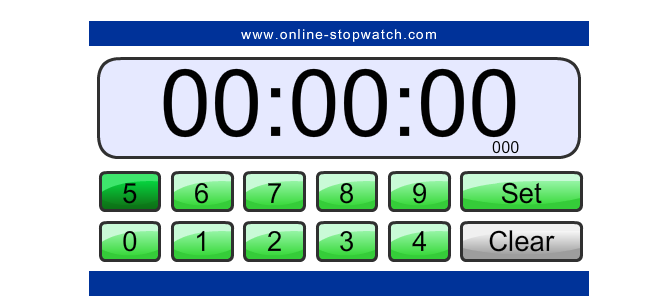 www.online-stopwatch.com
00:00:00
000
5 6 7 8 9 Set
0 1 2 3 4 Clear